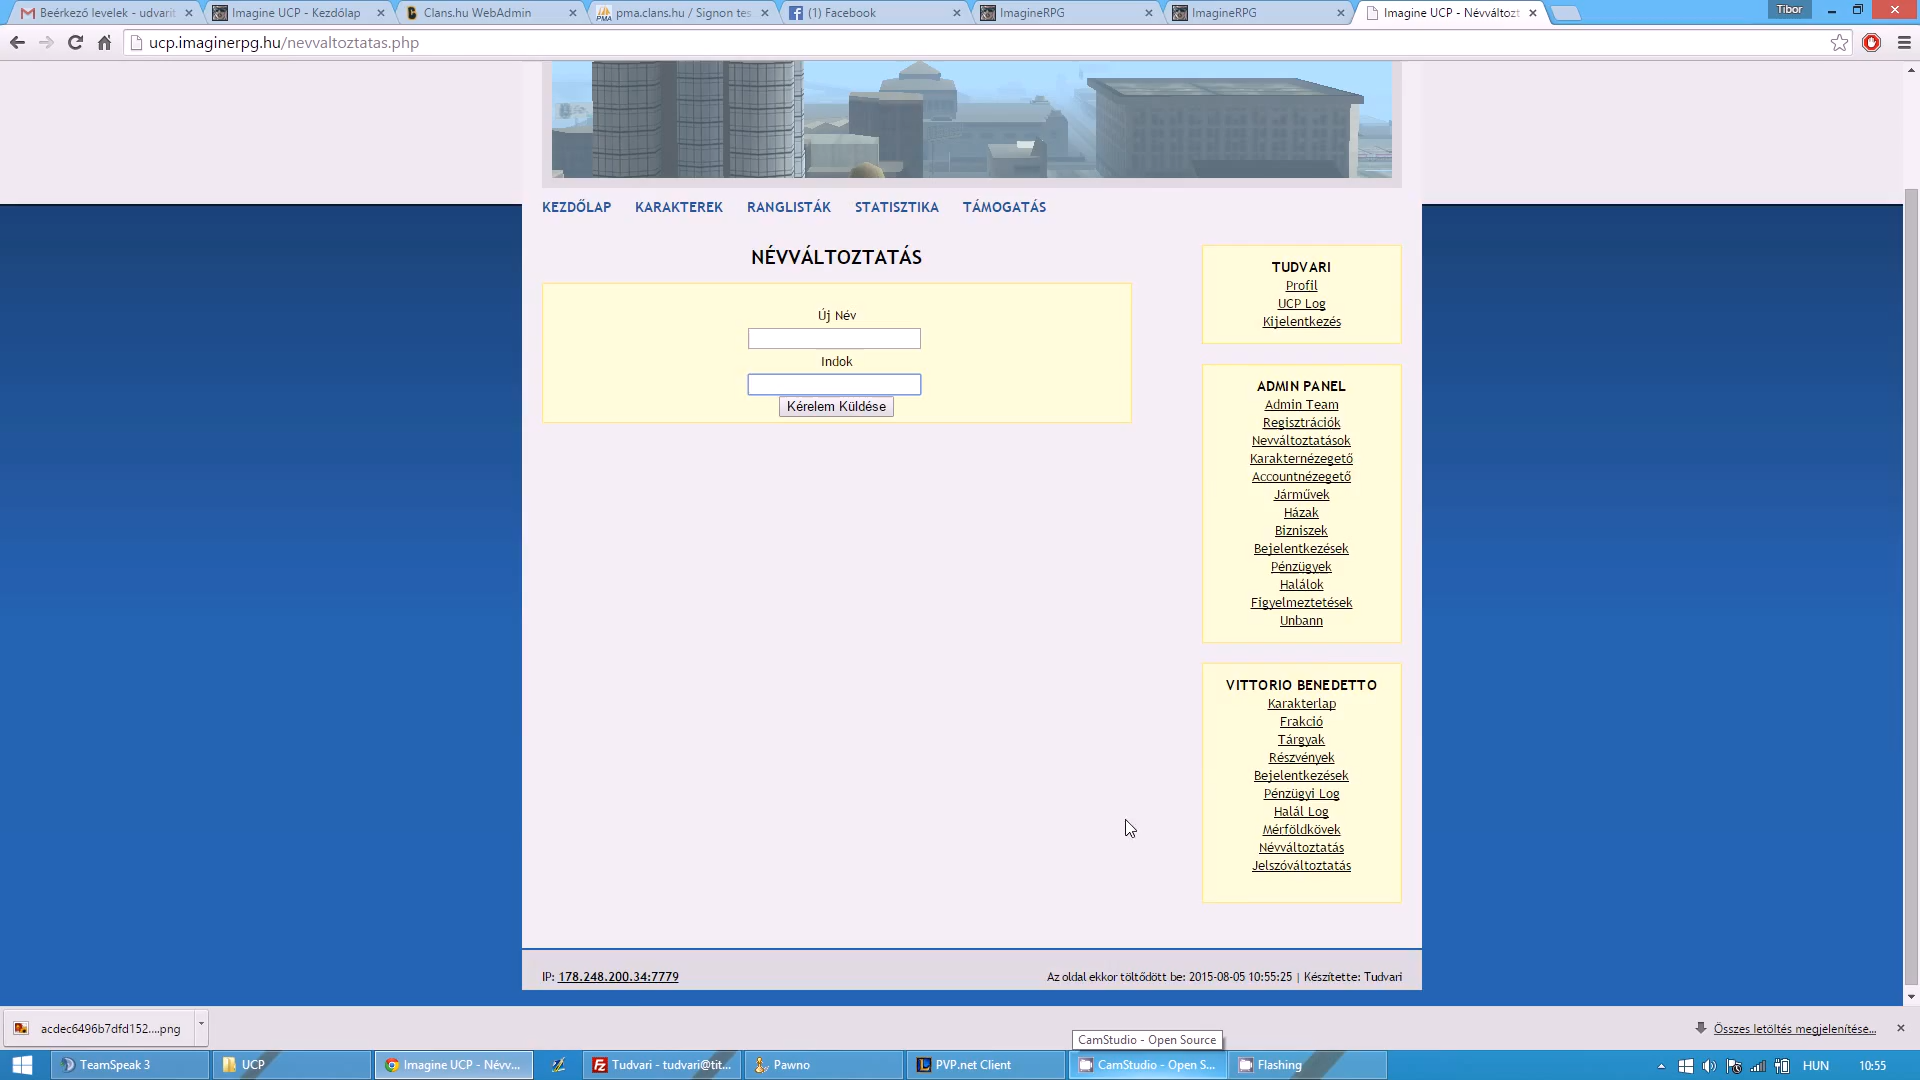 Beérkező levelek - udvarit
Imagine UCP - Kezdőlap
Clans.hu WebAdmin
pma.clans.hu / Signon tes
(1) Facebook
ImagineRPG
ImagineRPG
Imagine UCP - Névváltozt
Tibor
ucp.imaginerpg.hu/nevvaltoztatas.php
KEZDŐLAP KARAKTEREK RANGLISTÁK STATISZTIKA TÁMOGATÁS
NÉVVÁLTOZTATÁS
Új Név
Indok
Kérelem Küldése
TUDVARI
Profil
UCP Log
Kijelentkezés
ADMIN PANEL
Admin Team
Regisztrációk
Nevváltoztatások
Karakternézegető
Accountnézegető
Járművek
Házak
Bizniszek
Bejelentkezések
Pénzügyek
Halálok
Figyelmeztetések
Unbann
VITTORIO BENEDETTO
Karakterlap
Frakció
Tárgyak
Részvények
Bejelentkezések
Pénzügyi Log
Halál Log
Mérföldkövek
Névváltoztatás
Jelszóváltoztatás
IP: 178.248.200.34:7779
Az oldal ekkor töltődött be: 2015-08-05 10:55:25 | Készítette: Tudvari
acdec6496b7dfd152....png
Összes letöltés megjelenítése...
CamStudio - Open Source
TeamSpeak 3
UCP
Imagine UCP - Névv...
Tudvari - tudvari@tit...
Pawno
PVP.net Client
CamStudio - Open S...
Flashing
HUN
10:55